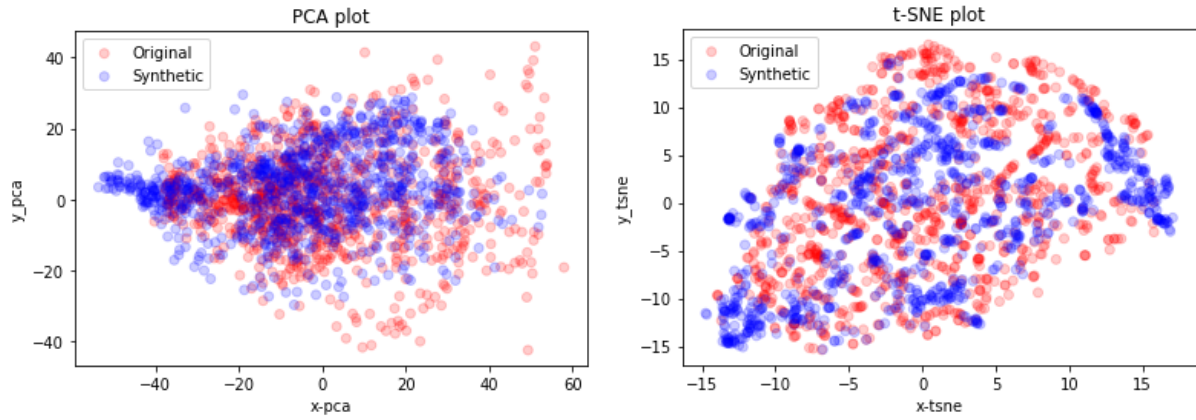 PCA plot
Original
Synthetic
40
20
0
−20
−40
y_pca
−40 −20 0 20 40 60
x-pca
t-SNE plot
Original
Synthetic
15
10
5
0
−5
−10
−15
y_tsne
−15 −10 −5 0 5 10 15
x-tsne